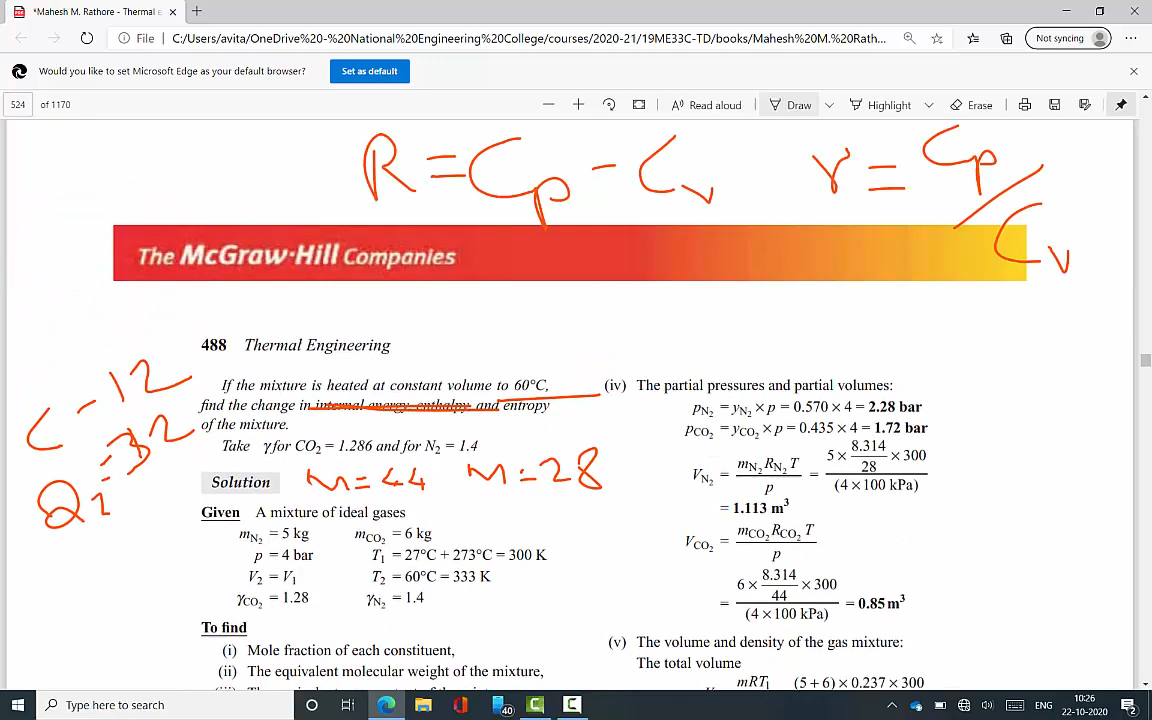 *Mahesh M. Rathore - Thermal e
File C:/Users/avita/OneDrive%20-%20National%20Engineering%20College/courses/2020-21/19ME33C-TD/books/Mahesh%20M.%20Rath... Not syncing
Would you like to set Microsoft Edge as your default browser? Set as default
524 of 1170 Read aloud Draw Highlight Erase
R = Cp - Cv γ = Cp/Cv
The McGraw·Hill Companies
488 Thermal Engineering
C - 12
O2 = 32
If the mixture is heated at constant volume to 60°C,
find the change in internal energy enthalpy and entropy
of the mixture.
Take γ for CO2 = 1.286 and for N2 = 1.4
Solution M = 44 M = 28
Given A mixture of ideal gases
mN2 = 5 kg mCO2 = 6 kg
p = 4 bar T1 = 27°C + 273°C = 300 K
V2 = V1 T2 = 60°C = 333 K
γCO2 = 1.28 γN2 = 1.4
To find
(i) Mole fraction of each constituent,
(ii) The equivalent molecular weight of the mixture,
(iv) The partial pressures and partial volumes:
pN2 = yN2 × p = 0.570 × 4 = 2.28 bar
pCO2 = yCO2 × p = 0.435 × 4 = 1.72 bar
VN2 = mN2 RN2 T / p = 5 × 8.314/28 × 300 / (4 × 100 kPa)
= 1.113 m³
VCO2 = mCO2 RCO2 T / p
= 6 × 8.314/44 × 300 / (4 × 100 kPa) = 0.85 m³
(v) The volume and density of the gas mixture:
The total volume
mRT1 (5 + 6) × 0.237 × 300
Type here to search
40
ENG
10:26
22-10-2020
2